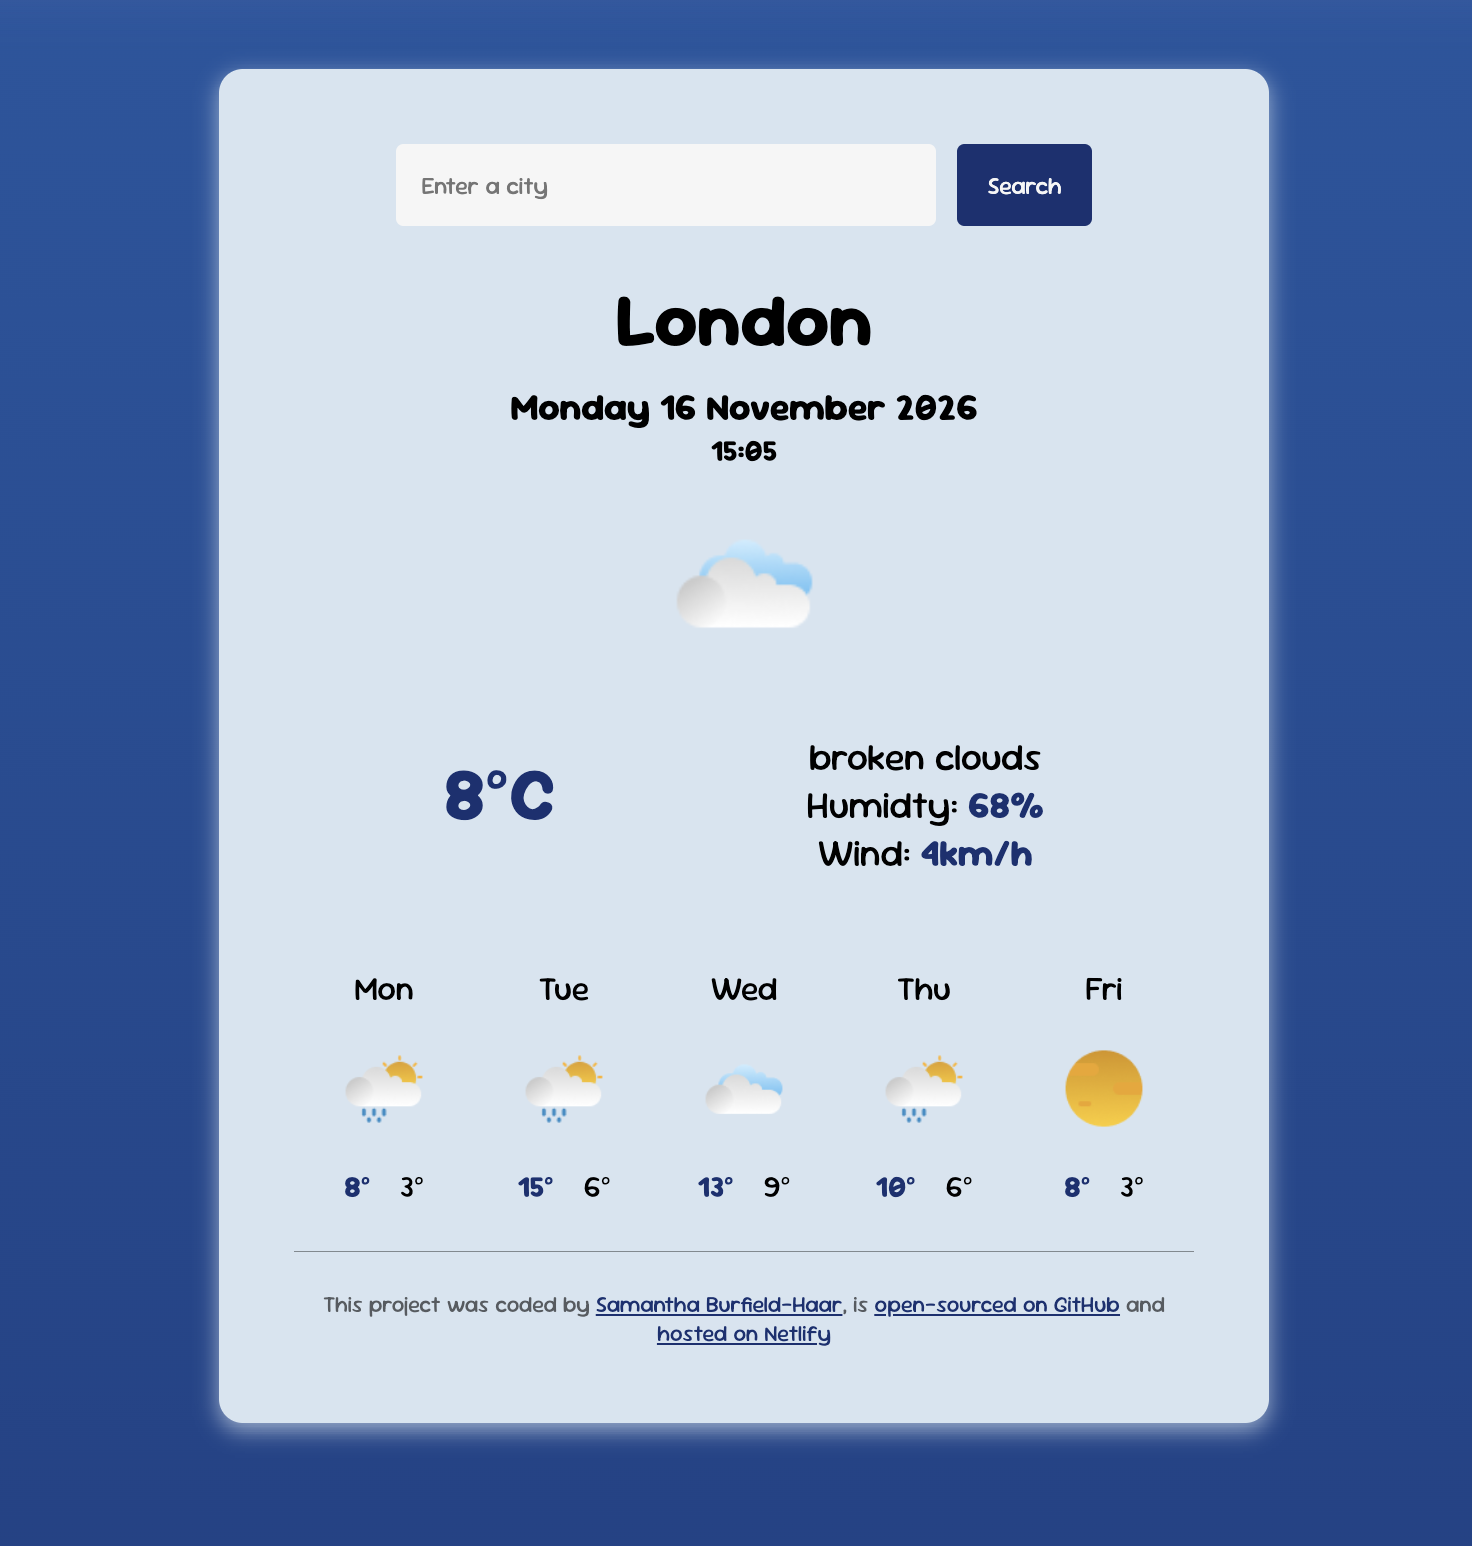 Enter a city
Search
London
Monday 16 November 2026
15:05
8°C
broken clouds
Humidty: 68%
Wind: 4km/h
Mon Tue Wed Thu Fri
8° 3° 15° 6° 13° 9° 10° 6° 8° 3°
This project was coded by Samantha Burfield-Haar, is open-sourced on GitHub and
hosted on Netlify